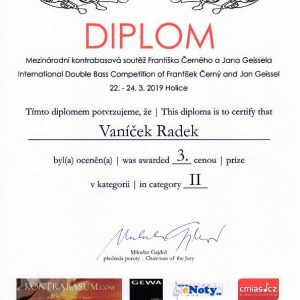 DIPLOM
Mezinárodní kontrabasová soutěž Františka Černého a Jana Geissela
International Double Bass Competition of František Černý and Jan Geissel
22. - 24. 3. 2019 Holice
Tímto diplomem potvrzujeme, že | This diploma is to certify that
Vaníček Radek
byl(a) oceněn(a) | was awarded 3. cenou | prize
v kategorii | in category II
Miloslav Gajdoš
předseda poroty | Chairman of the Jury
KONTRABASUM.COM
GEWA
eNoty.cz
cmias.cz